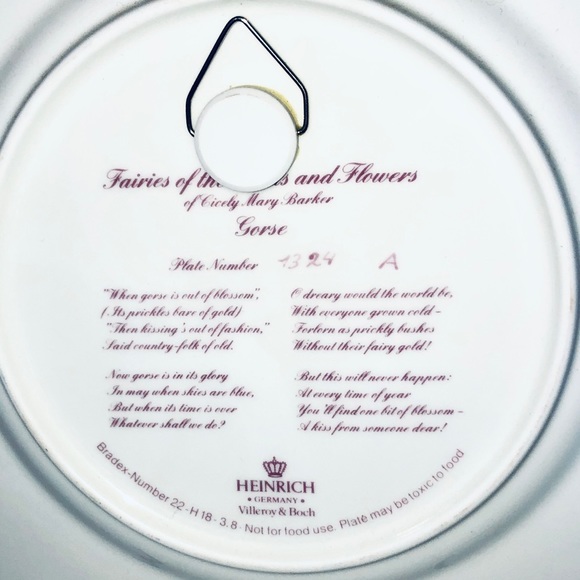 Fairies of the and Flowers
of Cicely Mary Barker
Gorse
Plate Number 1324 A
"When gorse is out of blossom",
(Its prickles bare of gold)
"Then kissing's out of fashion,"
Said country-folk of old.
Now gorse is in its glory
In may when skies are blue,
But when its time is over
Whatever shall we do?
O dreary would the world be,
With everyone grown cold -
Forlorn as prickly bushes
Without their fairy gold!
But this will never happen:
At every time of year
You'll find one bit of blossom -
A kiss from someone dear!
HEINRICH
• GERMANY •
Villeroy & Boch
Bradex-Number 22 - H 18 - 3.8 · Not for food use. Plate may be toxic to food